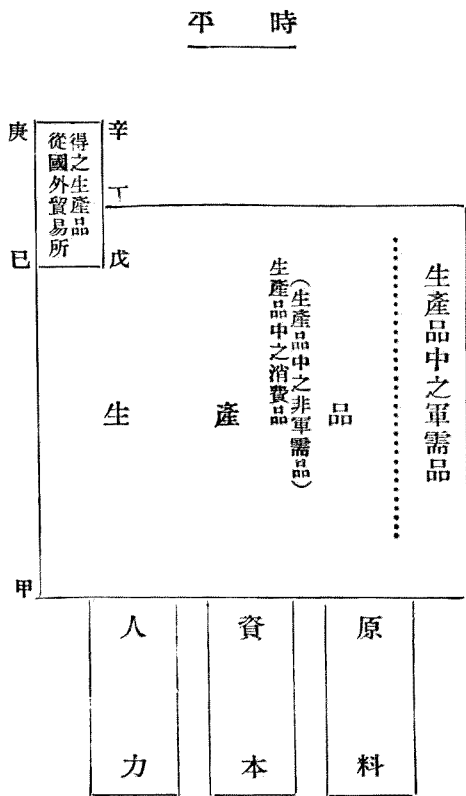 平時
庚
辛
從國外貿易所
得之生產品
丁
巳
戊
生產品
生產品中之消費品
(生產品中之非軍需品)
生產品中之軍需品
甲
人力
資本
原料